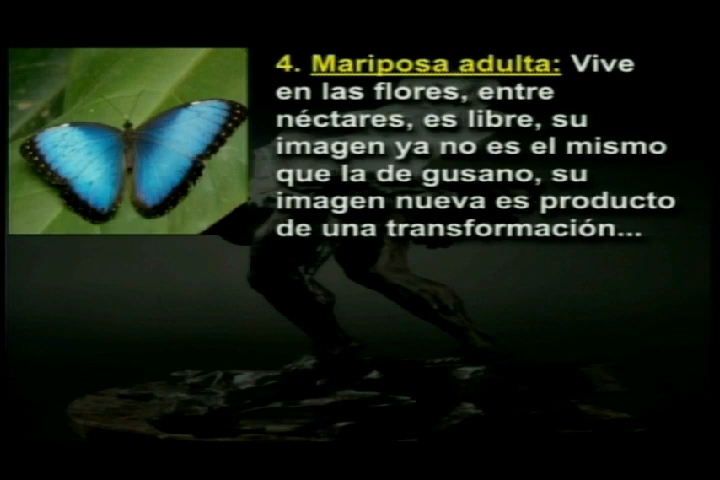 4. Mariposa adulta: Vive
en las flores, entre
néctares, es libre, su
imagen ya no es el mismo
que la de gusano, su
imagen nueva es producto
de una transformación...